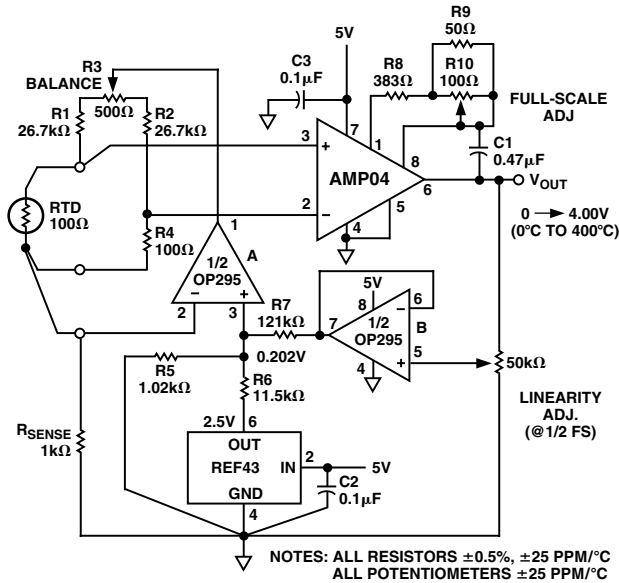 R3
BALANCE
500Ω
R1
26.7kΩ
R2
26.7kΩ
RTD
100Ω
R4
100Ω
C3
0.1µF
5V
R8
383Ω
R9
50Ω
R10
100Ω
FULL-SCALE
ADJ
C1
0.47µF
3
+
2
–
7
1
8
AMP04
6
5
4
VOUT
0 → 4.00V
(0°C TO 400°C)
1
A
1/2
OP295
–
+
2
3
R7
121kΩ
7
5V
8
1/2
OP295
4
–
6
B
+
5
50kΩ
LINEARITY
ADJ.
(@1/2 FS)
0.202V
R5
1.02kΩ
R6
11.5kΩ
RSENSE
1kΩ
2.5V
6
OUT
REF43
IN
GND
2
5V
C2
0.1µF
4
NOTES: ALL RESISTORS ±0.5%, ±25 PPM/°C
ALL POTENTIOMETERS ±25 PPM/°C